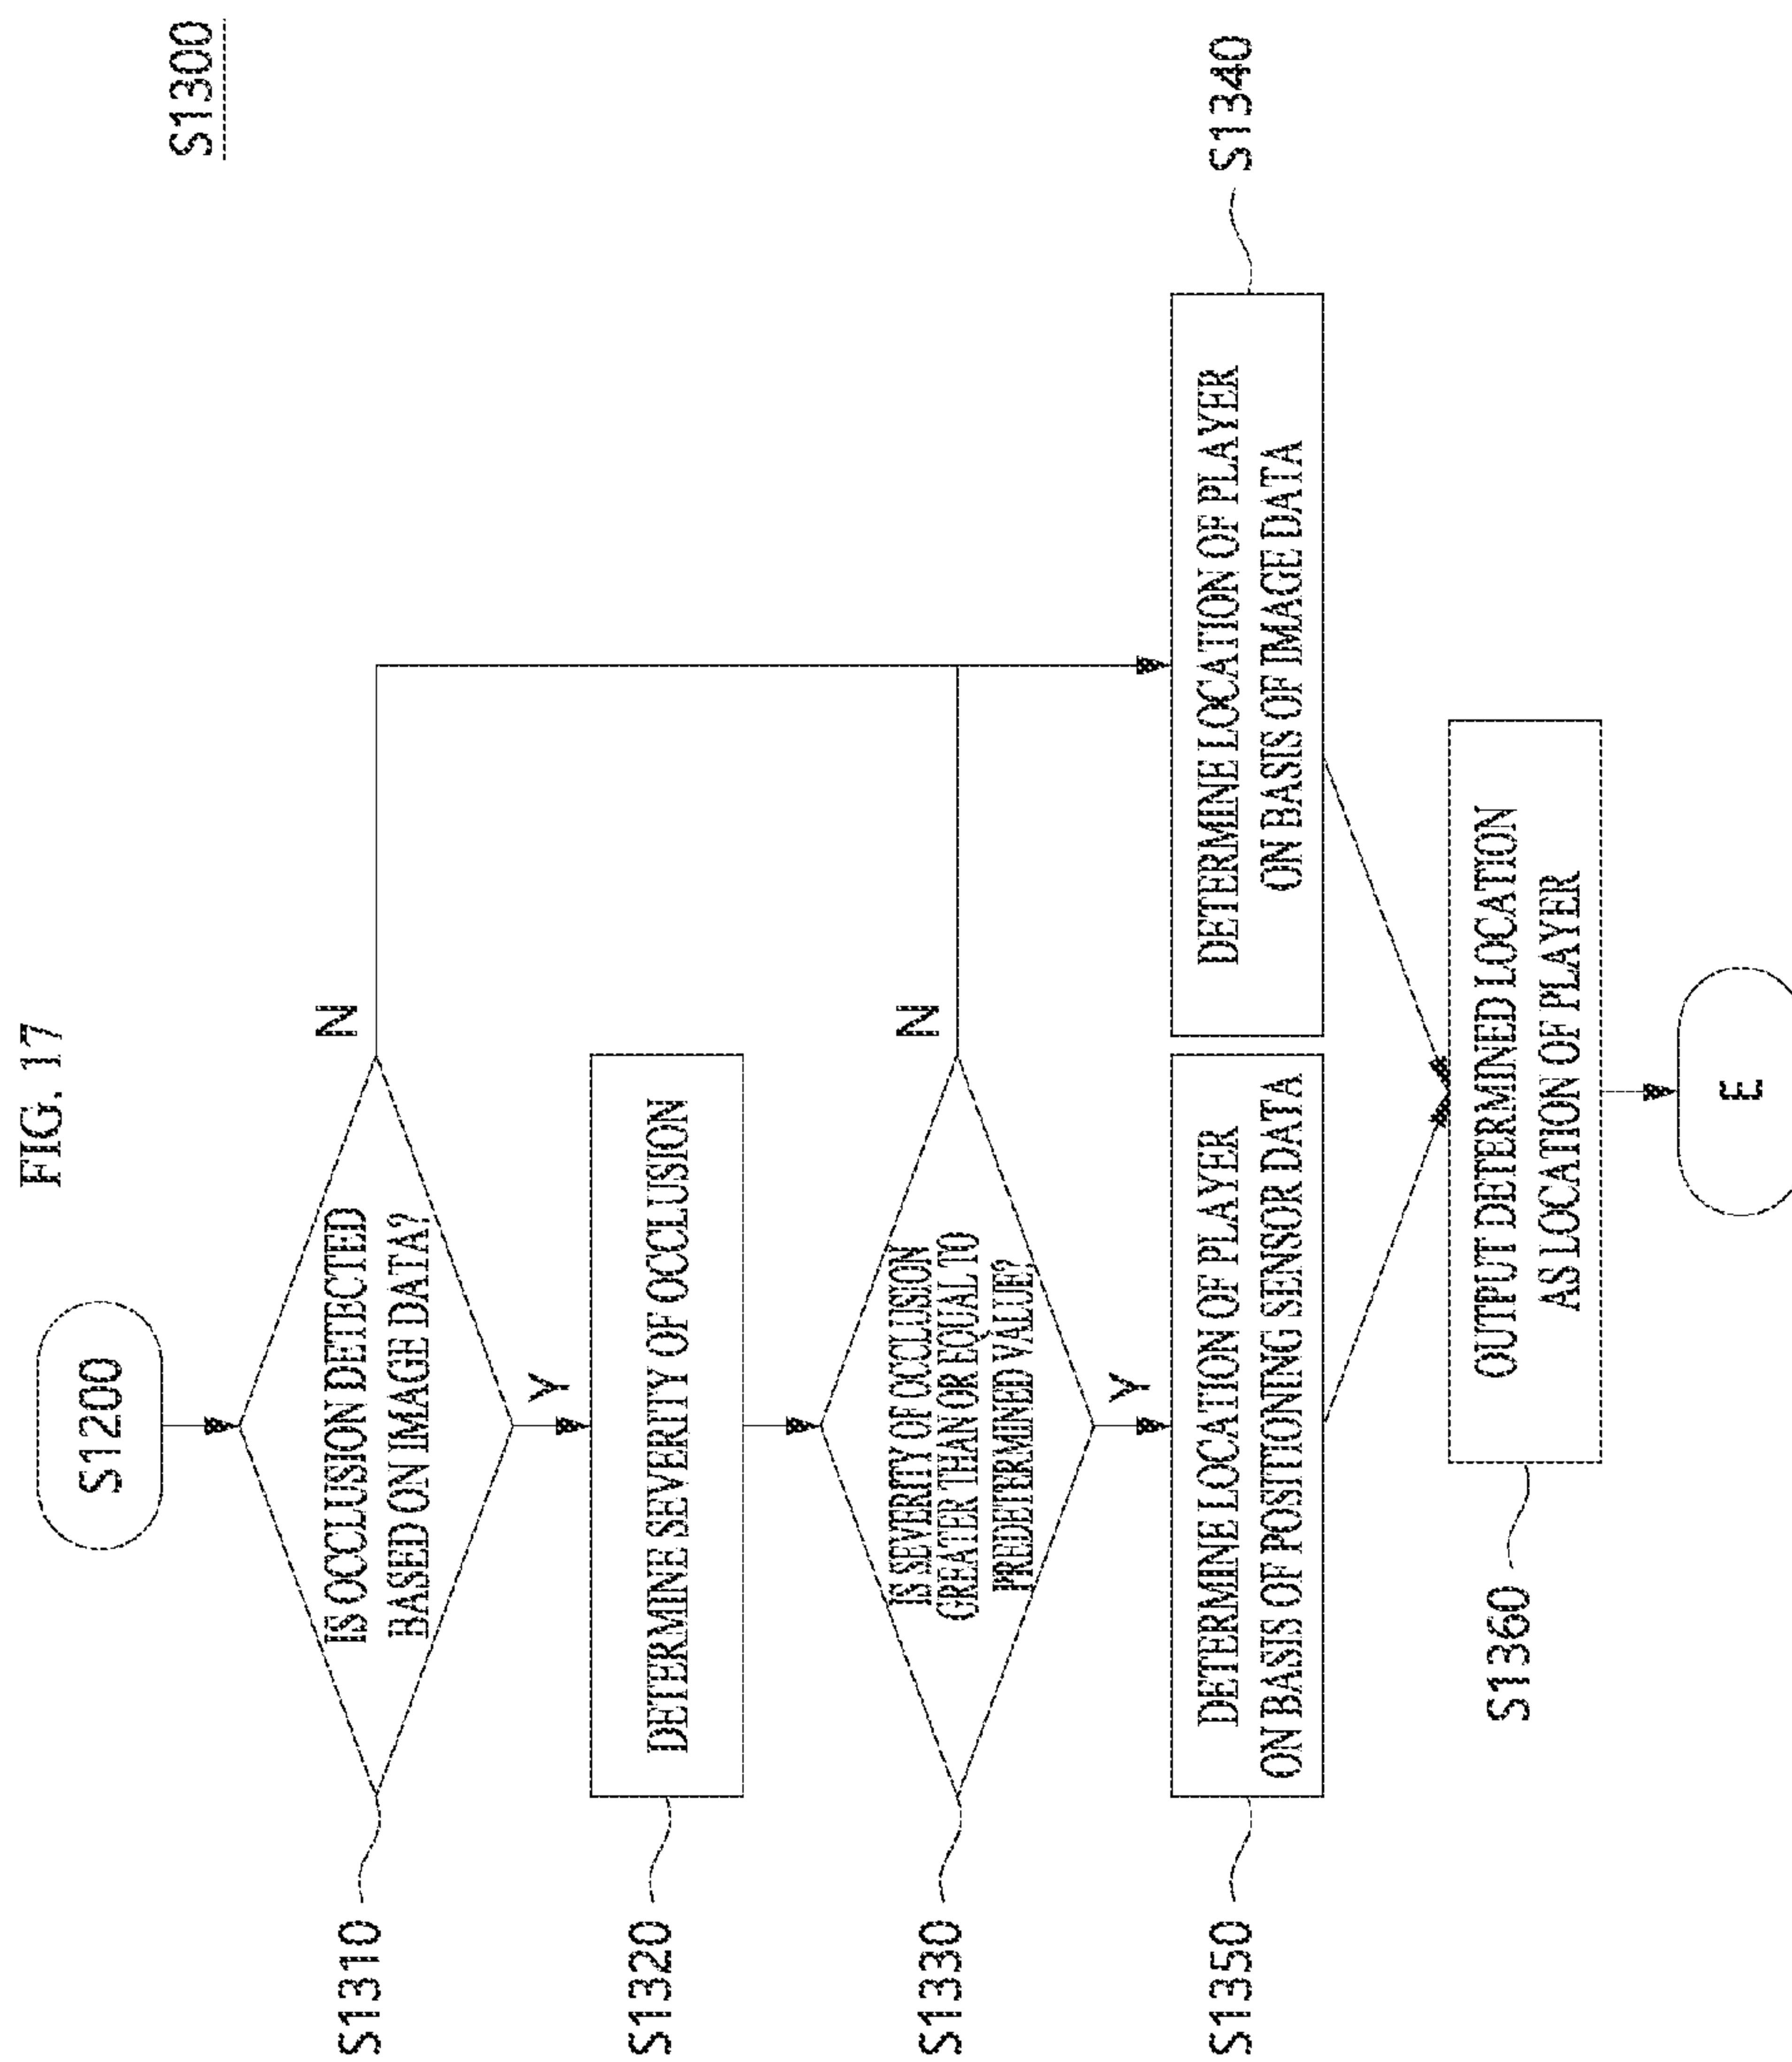 FIG. 17
S1300
S1200
S1310
IS OCCLUSION DETECTED
BASED ON IMAGE DATA?
N
Y
S1320
DETERMINE SEVERITY OF OCCLUSION
S1330
IS SEVERITY OF OCCLUSION
GREATER THAN OR EQUAL TO
PREDETERMINED VALUE?
N
Y
S1350
DETERMINE LOCATION OF PLAYER
ON BASIS OF POSITIONING SENSOR DATA
DETERMINE LOCATION OF PLAYER
ON BASIS OF IMAGE DATA
S1340
S1360
OUTPUT DETERMINED LOCATION
AS LOCATION OF PLAYER
E